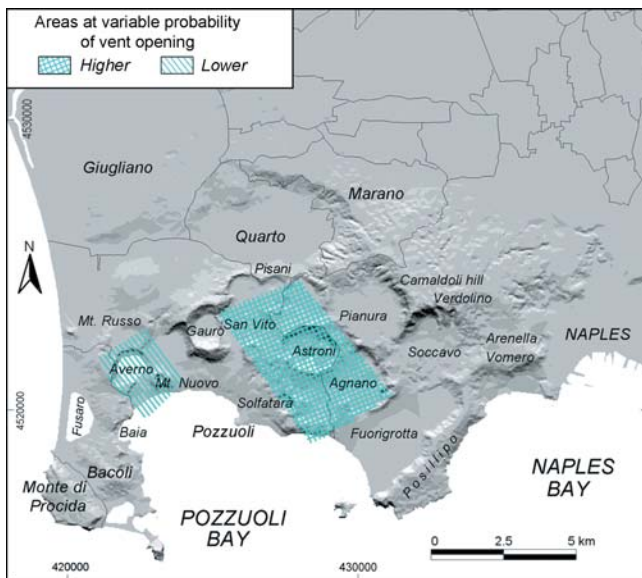 Areas at variable probability
of vent opening
Higher
Lower
4530000
Giugliano
Marano
N
Quarto
Pisani
Camaldoli hill
Verdolino
Mt. Russo
Gauro
San Vito
Pianura
Arenella
Vomero
NAPLES
Astroni
Soccavo
Averno
Mt. Nuovo
Agnano
Fusaro
Solfatara
4520000
Baia
Pozzuoli
Fuorigrotta
Posillipo
Bacoli
Monte di
Procida
NAPLES
BAY
POZZUOLI
BAY
0 2.5 5 km
420000
430000